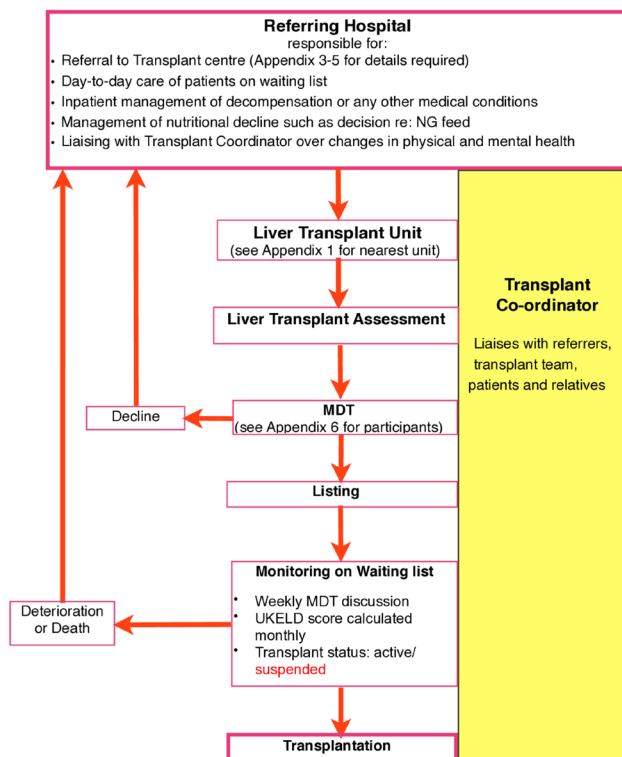 Referring Hospital
responsible for:
• Referral to Transplant centre (Appendix 3-5 for details required)
• Day-to-day care of patients on waiting list
• Inpatient management of decompensation or any other medical conditions
• Management of nutritional decline such as decision re: NG feed
• Liaising with Transplant Coordinator over changes in physical and mental health
Liver Transplant Unit
(see Appendix 1 for nearest unit)
Transplant
Co-ordinator
Liaises with referrers,
transplant team,
patients and relatives
Liver Transplant Assessment
MDT
(see Appendix 6 for participants)
Decline
Listing
Monitoring on Waiting list
• Weekly MDT discussion
• UKELD score calculated
monthly
• Transplant status: active/
suspended
Deterioration
or Death
Transplantation